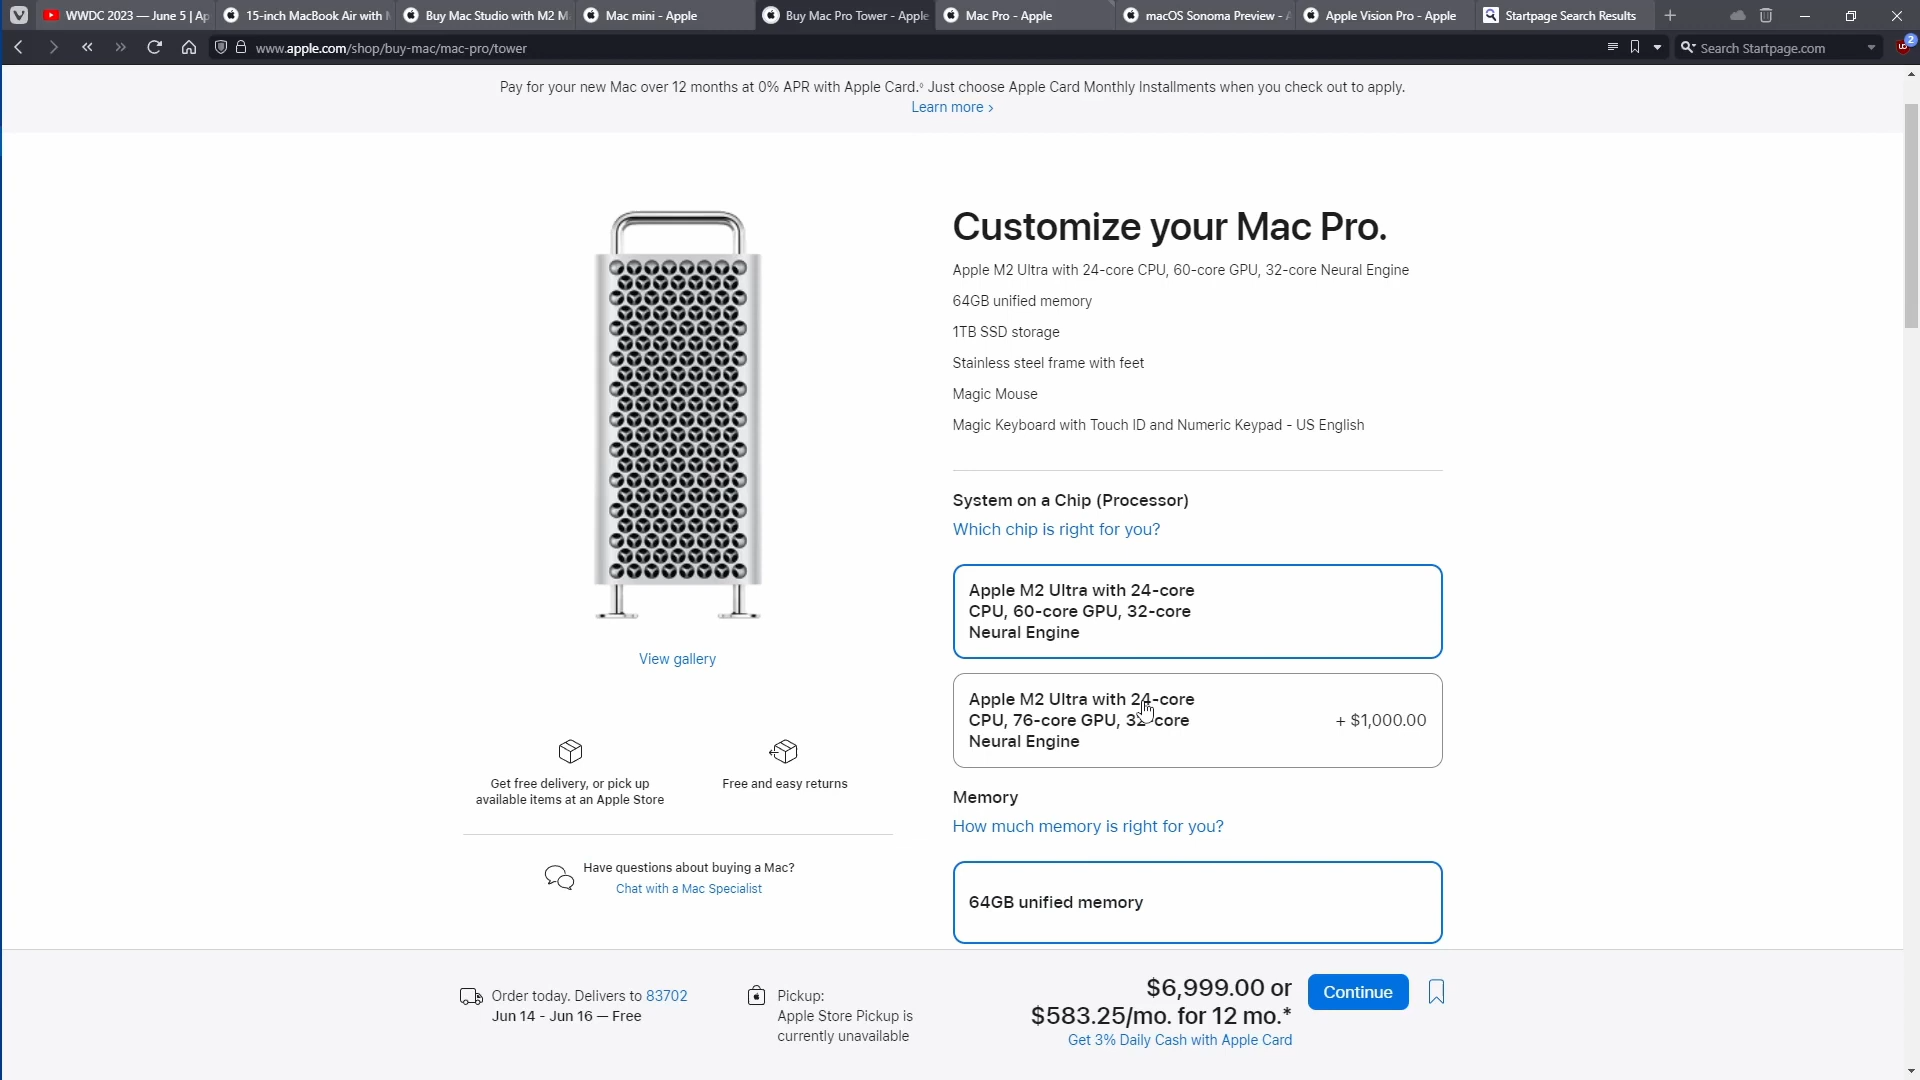 WWDC 2023 — June 5 | Ap
15-inch MacBook Air with
Buy Mac Studio with M2 M
Mac mini - Apple
Buy Mac Pro Tower - Apple
Mac Pro - Apple
macOS Sonoma Preview -
Apple Vision Pro - Apple
Startpage Search Results
www.apple.com/shop/buy-mac/mac-pro/tower
Search Startpage.com
2
Pay for your new Mac over 12 months at 0% APR with Apple Card.◊ Just choose Apple Card Monthly Installments when you check out to apply.
Learn more >
Customize your Mac Pro.
Apple M2 Ultra with 24-core CPU, 60-core GPU, 32-core Neural Engine
64GB unified memory
1TB SSD storage
Stainless steel frame with feet
Magic Mouse
Magic Keyboard with Touch ID and Numeric Keypad - US English
System on a Chip (Processor)
Which chip is right for you?
Apple M2 Ultra with 24-core
CPU, 60-core GPU, 32-core
Neural Engine
View gallery
Apple M2 Ultra with 24-core
CPU, 76-core GPU, 32-core
Neural Engine
+ $1,000.00
Get free delivery, or pick up
available items at an Apple Store
Free and easy returns
Memory
How much memory is right for you?
Have questions about buying a Mac?
Chat with a Mac Specialist
64GB unified memory
Order today. Delivers to 83702
Jun 14 - Jun 16 — Free
Pickup:
Apple Store Pickup is
currently unavailable
$6,999.00 or
$583.25/mo. for 12 mo.*
Get 3% Daily Cash with Apple Card
Continue